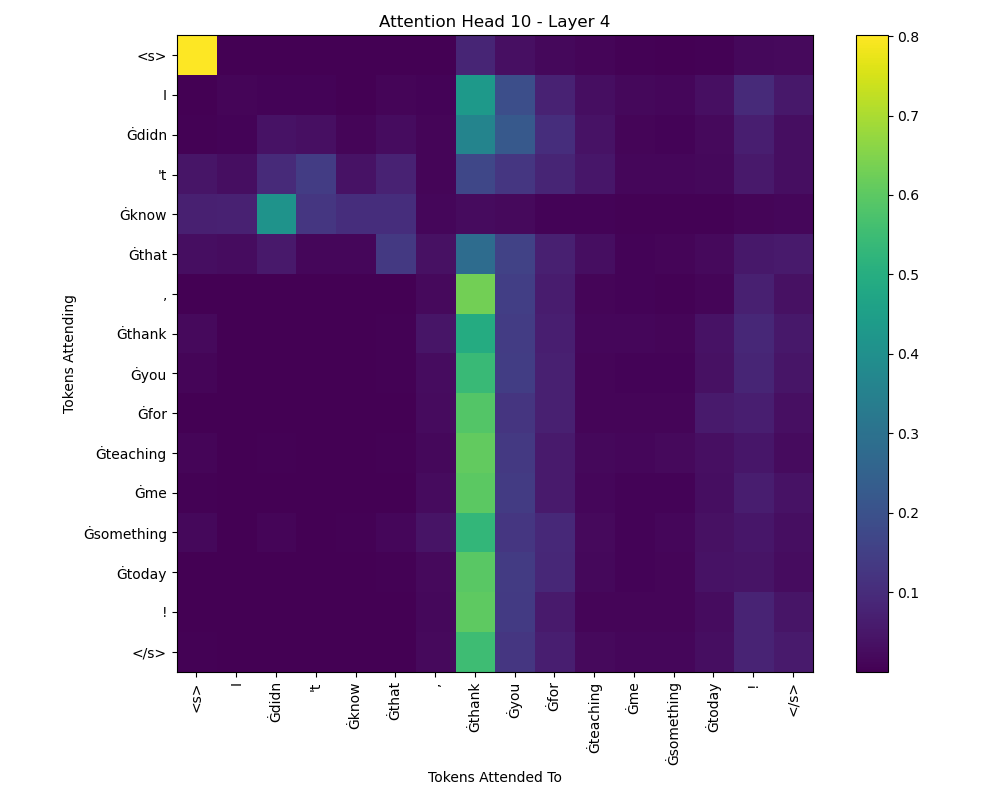 Attention Head 10 - Layer 4
Tokens Attending
<s>
I
Ġdidn
't
Ġknow
Ġthat
,
Ġthank
Ġyou
Ġfor
Ġteaching
Ġme
Ġsomething
Ġtoday
!
</s>
<s>
I
Ġdidn
't
Ġknow
Ġthat
,
Ġthank
Ġyou
Ġfor
Ġteaching
Ġme
Ġsomething
Ġtoday
!
</s>
Tokens Attended To
0.8
0.7
0.6
0.5
0.4
0.3
0.2
0.1